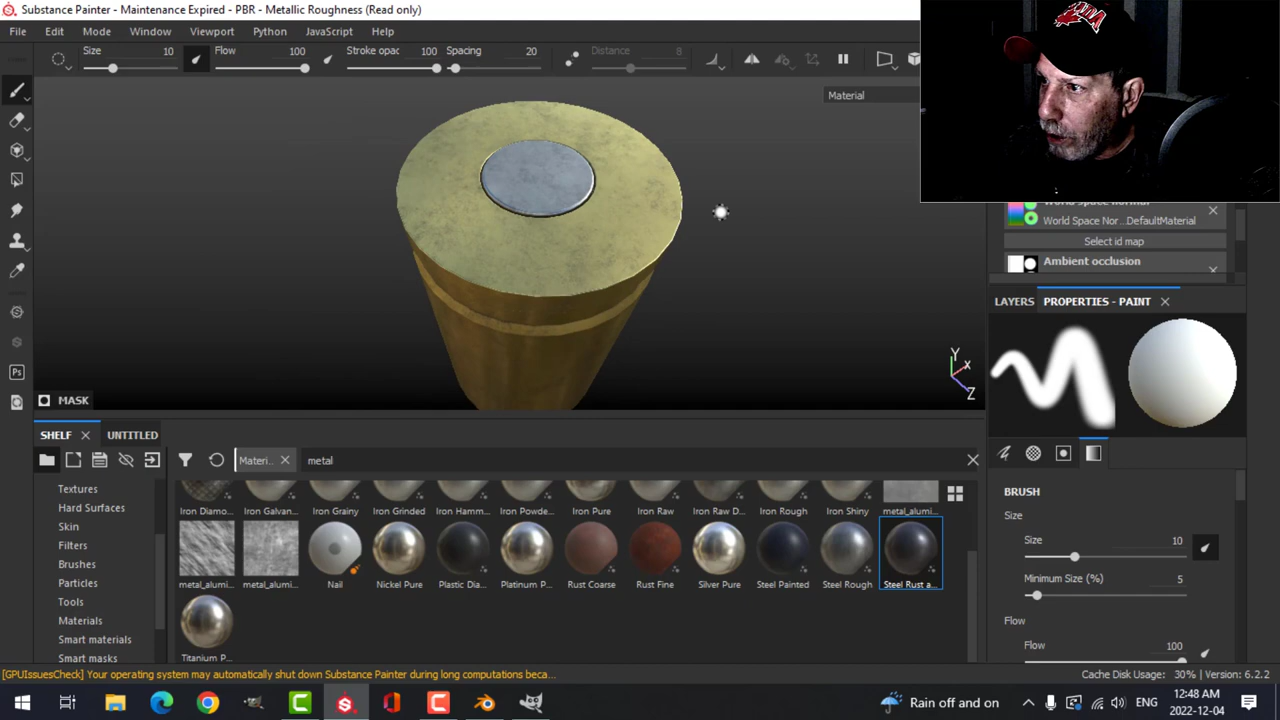 Substance Painter - Maintenance Expired - PBR - Metallic Roughness (Read only)
File Edit Mode Window Viewport Python JavaScript Help
Size 10 Flow 100 Stroke opac 100 Spacing 20 Distance 8
Material
World Space Nor ...DefaultMaterial
Select id map
Ambient occlusion
LAYERS PROPERTIES - PAINT
Y
X
Z
MASK
SHELF UNTITLED
Materi.. metal
Textures
Hard Surfaces
Skin
Filters
Brushes
Particles
Tools
Materials
Smart materials
Smart masks
Iron Diamo... Iron Galvan... Iron Grainy Iron Grinded Iron Hamm... Iron Powde... Iron Pure Iron Raw Iron Raw D... Iron Rough Iron Shiny metal_alumi...
metal_alumi... metal_alumi... Nail Nickel Pure Plastic Dia... Platinum P... Rust Coarse Rust Fine Silver Pure Steel Painted Steel Rough Steel Rust a...
Titanium P...
BRUSH
Size
Size 10
Minimum Size (%) 5
Flow
Flow 100
[GPUIssuesCheck] Your operating system may automatically shut down Substance Painter during long computations beca...
Cache Disk Usage: 30% | Version: 6.2.2
Rain off and on
ENG
12:48 AM
2022-12-04